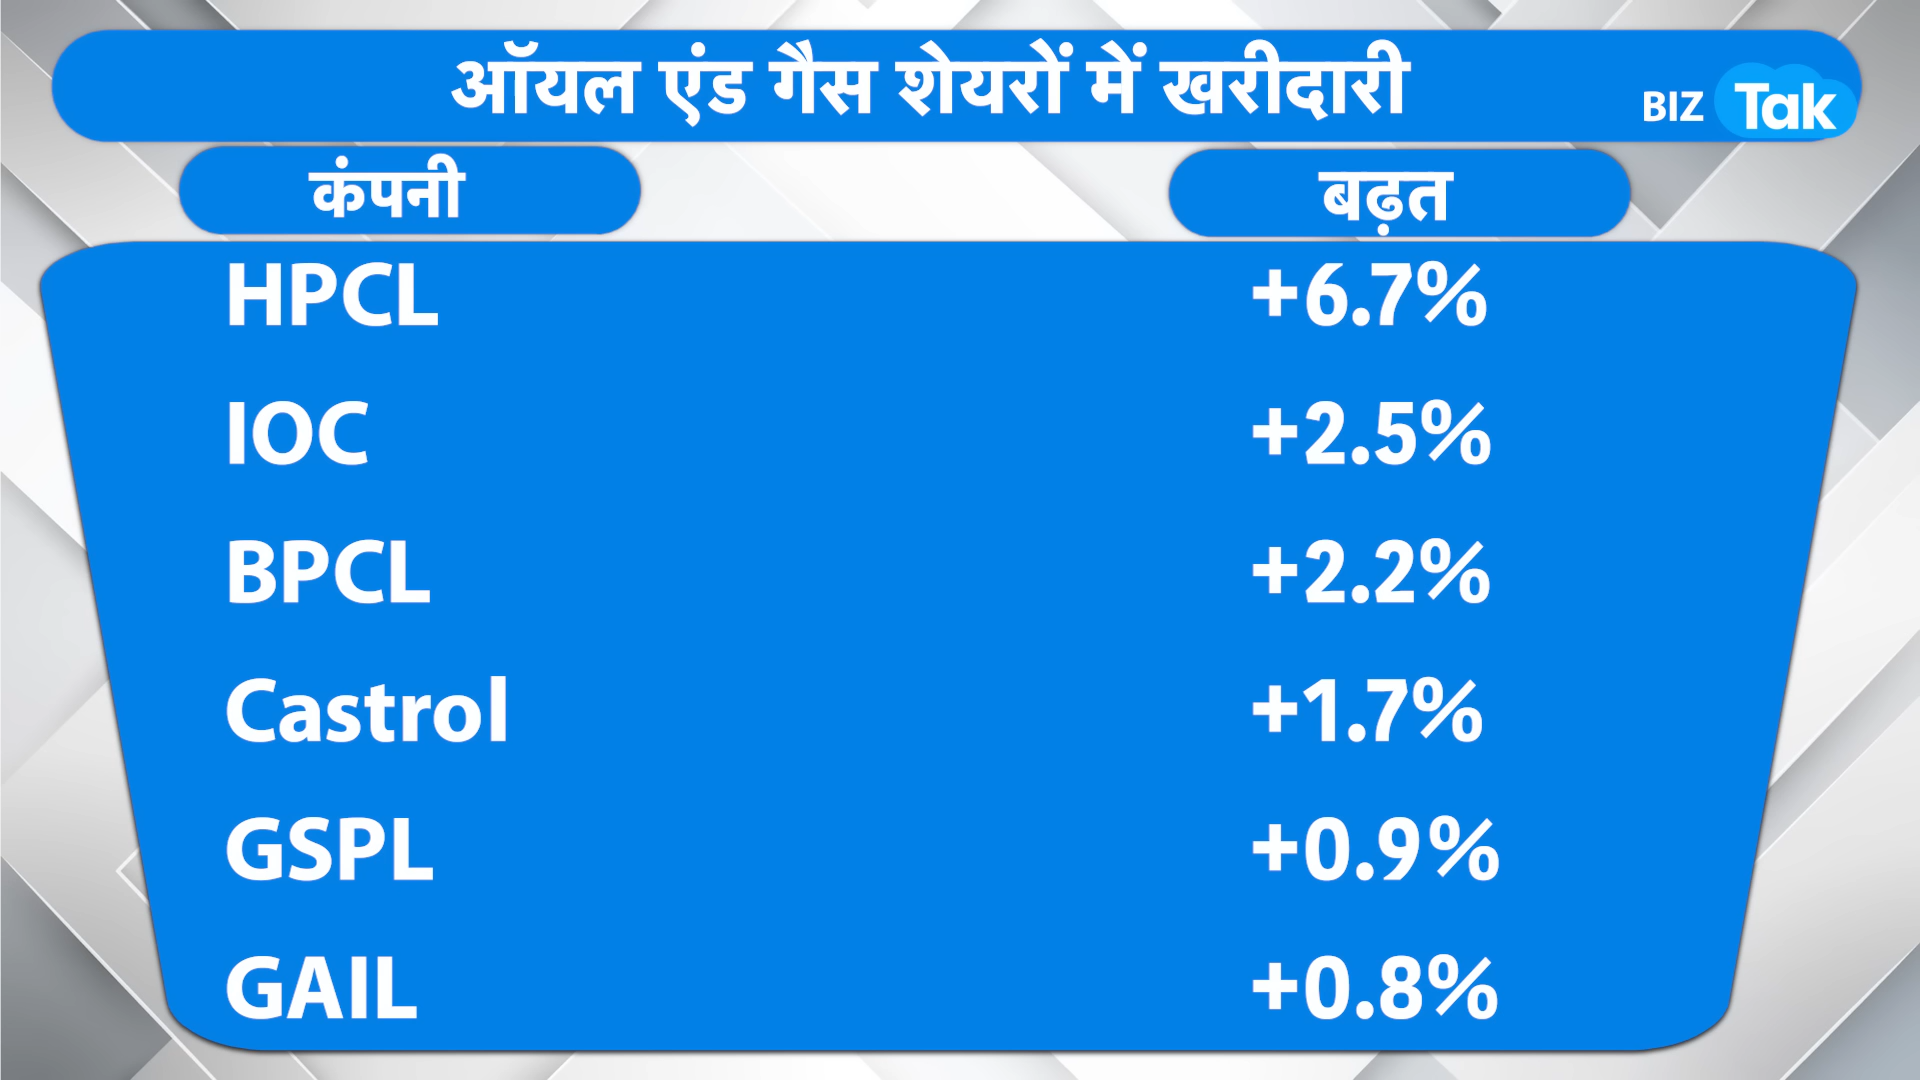 ऑयल एंड गैस शेयरों में खरीदारी
BIZ Tak
कंपनी बढ़त
HPCL +6.7%
IOC +2.5%
BPCL +2.2%
Castrol +1.7%
GSPL +0.9%
GAIL +0.8%